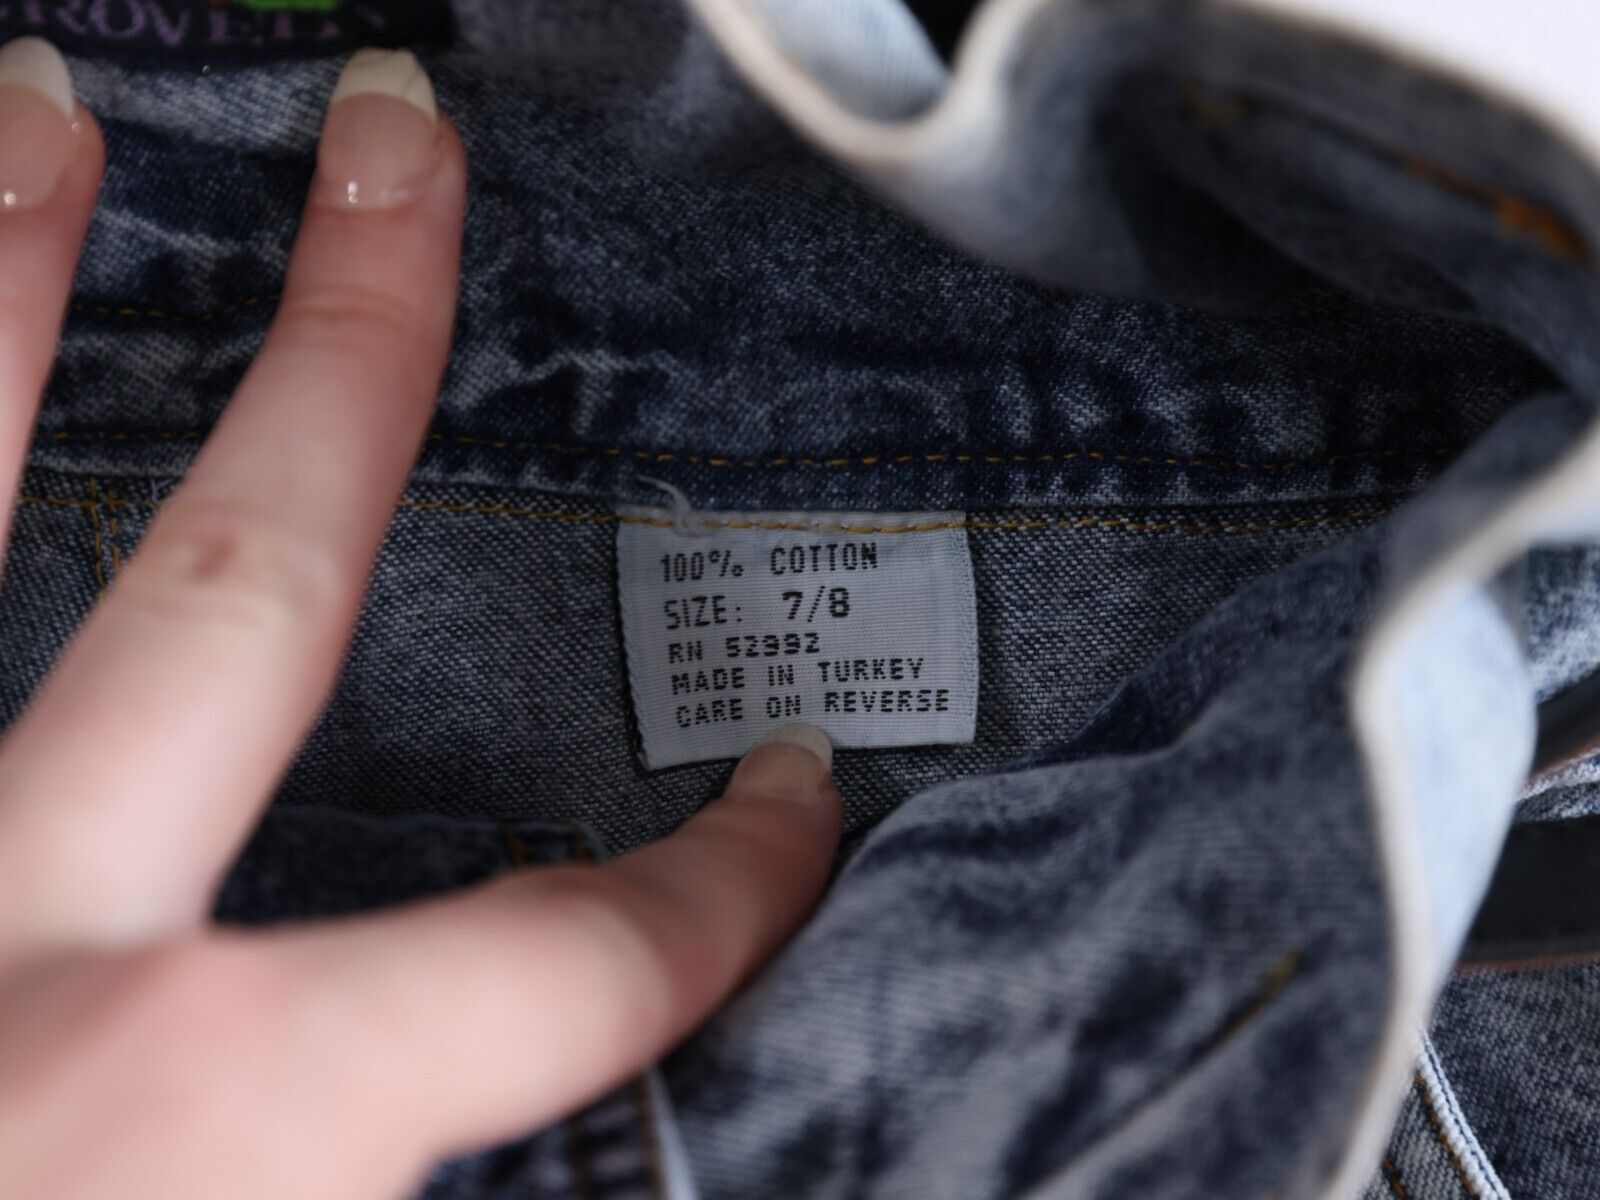 100% COTTON
SIZE: 7/8
RN 52992
MADE IN TURKEY
CARE ON REVERSE